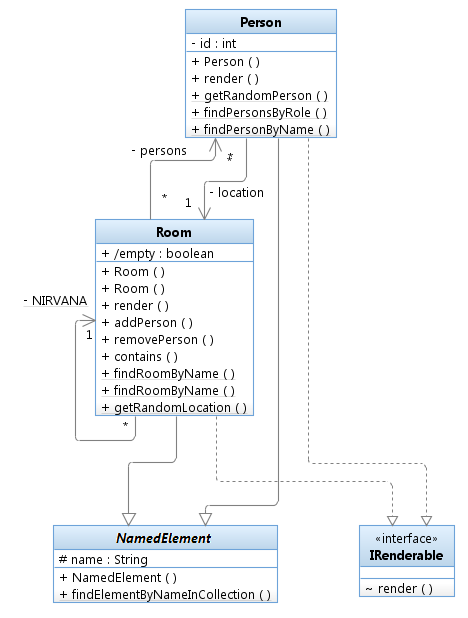 Person
- id : int
+ Person ( )
+ render ( )
+ getRandomPerson ( )
+ findPersonsByRole ( )
+ findPersonByName ( )
- persons
*
*
- location
1
Room
+ /empty : boolean
+ Room ( )
+ Room ( )
+ render ( )
+ addPerson ( )
+ removePerson ( )
+ contains ( )
+ findRoomByName ( )
+ findRoomByName ( )
+ getRandomLocation ( )
- NIRVANA
1
*
NamedElement
# name : String
+ NamedElement ( )
+ findElementByNameInCollection ( )
«interface»
IRenderable
~ render ( )